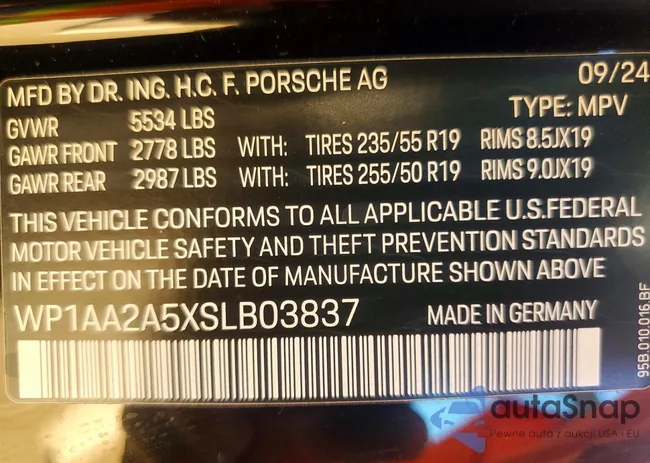 MFD BY DR. ING. H.C. F. PORSCHE AG 09/24
GVWR 5534 LBS TYPE: MPV
GAWR FRONT 2778 LBS WITH: TIRES 235/55 R19 RIMS 8.5JX19
GAWR REAR 2987 LBS WITH: TIRES 255/50 R19 RIMS 9.0JX19
THIS VEHICLE CONFORMS TO ALL APPLICABLE U.S.FEDERAL
MOTOR VEHICLE SAFETY AND THEFT PREVENTION STANDARDS
IN EFFECT ON THE DATE OF MANUFACTURE SHOWN ABOVE
WP1AA2A5XSLB03837 MADE IN GERMANY
95B.010.016.BF
autaSnap
Pewne auta z aukcji USA - EU